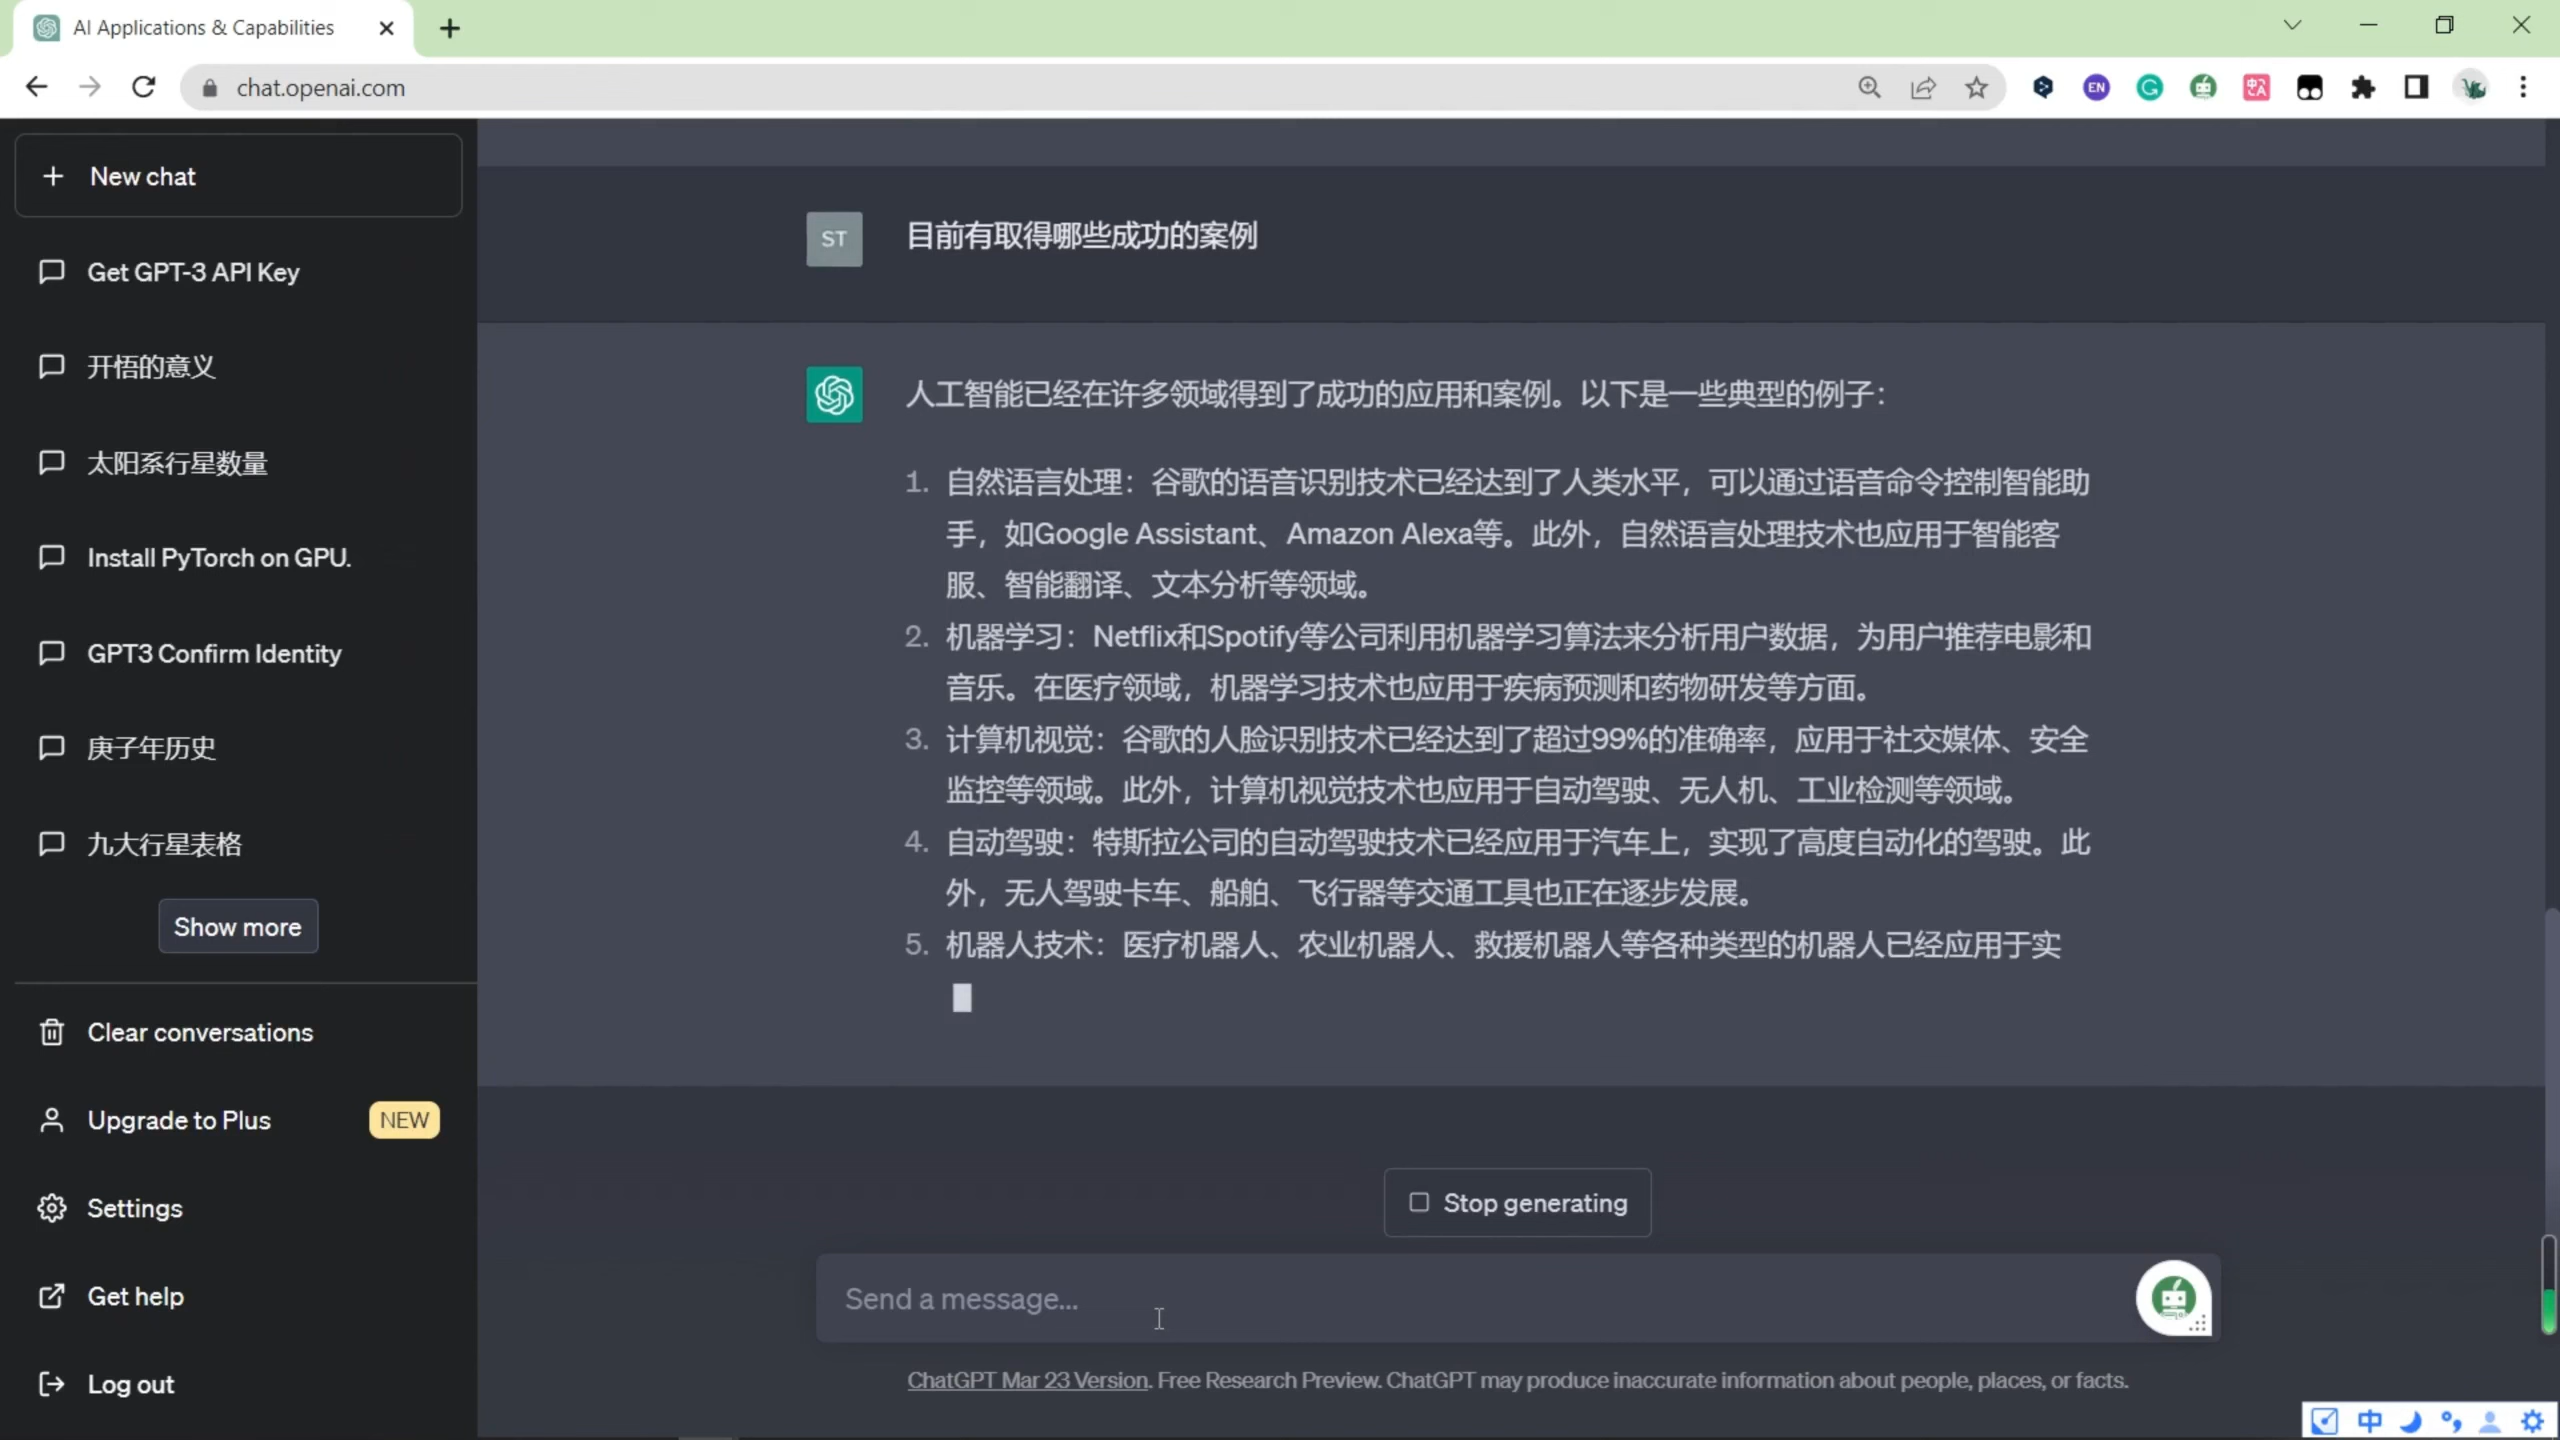 AI Applications & Capabilities
chat.openai.com
EN
New chat
Get GPT-3 API Key
开悟的意义
太阳系行星数量
Install PyTorch on GPU.
GPT3 Confirm Identity
庚子年历史
九大行星表格
Show more
Clear conversations
Upgrade to Plus
NEW
Settings
Get help
Log out
ST
目前有取得哪些成功的案例
人工智能已经在许多领域得到了成功的应用和案例。以下是一些典型的例子：
1. 自然语言处理：谷歌的语音识别技术已经达到了人类水平，可以通过语音命令控制智能助
手，如Google Assistant、Amazon Alexa等。此外，自然语言处理技术也应用于智能客
服、智能翻译、文本分析等领域。
2. 机器学习：Netflix和Spotify等公司利用机器学习算法来分析用户数据，为用户推荐电影和
音乐。在医疗领域，机器学习技术也应用于疾病预测和药物研发等方面。
3. 计算机视觉：谷歌的人脸识别技术已经达到了超过99%的准确率，应用于社交媒体、安全
监控等领域。此外，计算机视觉技术也应用于自动驾驶、无人机、工业检测等领域。
4. 自动驾驶：特斯拉公司的自动驾驶技术已经应用于汽车上，实现了高度自动化的驾驶。此
外，无人驾驶卡车、船舶、飞行器等交通工具也正在逐步发展。
5. 机器人技术：医疗机器人、农业机器人、救援机器人等各种类型的机器人已经应用于实
Stop generating
Send a message...
ChatGPT Mar 23 Version. Free Research Preview. ChatGPT may produce inaccurate information about people, places, or facts.
中